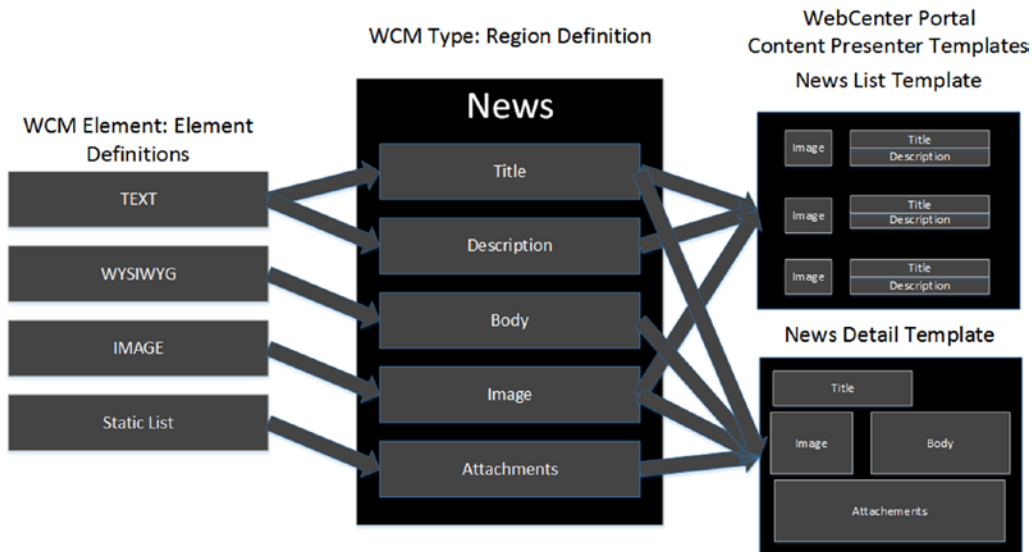 WCM Element: Element
Definitions
TEXT
WYSIWYG
IMAGE
Static List
WCM Type: Region Definition
News
Title
Description
Body
Image
Attachments
WebCenter Portal
Content Presenter Templates
News List Template
Image
Title
Description
Image
Title
Description
Image
Title
Description
News Detail Template
Title
Image
Body
Attachements